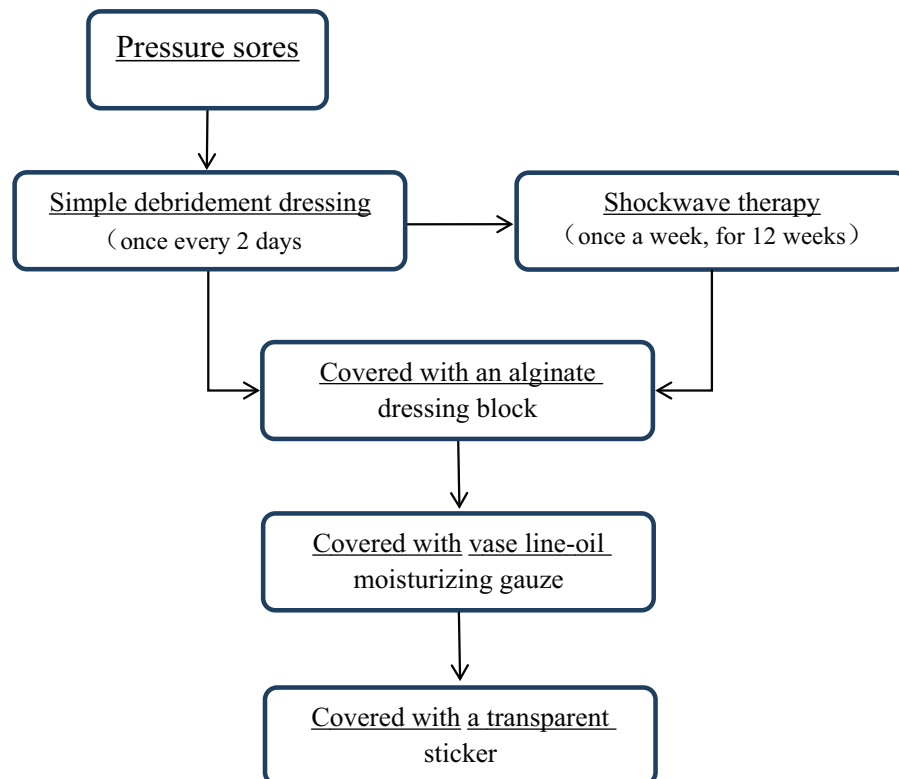 Pressure sores
Simple debridement dressing
（once every 2 days
Shockwave therapy
（once a week, for 12 weeks）
Covered with an alginate
dressing block
Covered with vase line-oil
moisturizing gauze
Covered with a transparent
sticker